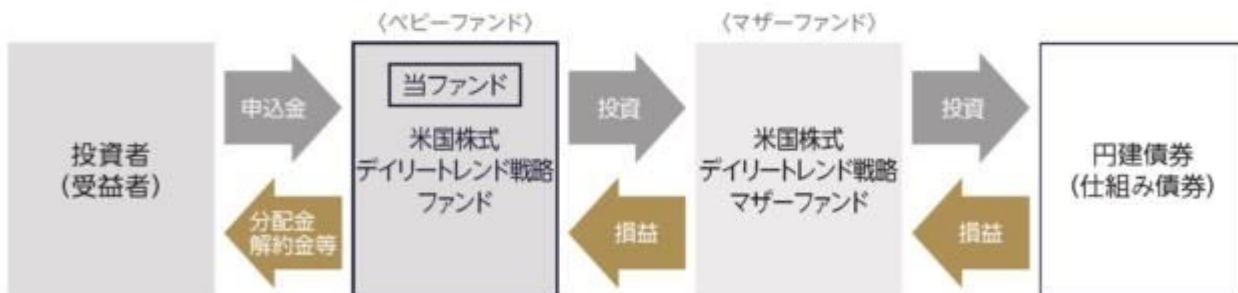 〈ベビーファンド〉
〈マザーファンド〉
投資者
（受益者）
申込金
分配金
解約金等
当ファンド
米国株式
デイリートレンド戦略
ファンド
投資
損益
米国株式
デイリートレンド戦略
マザーファンド
投資
損益
円建債券
（仕組み債券）